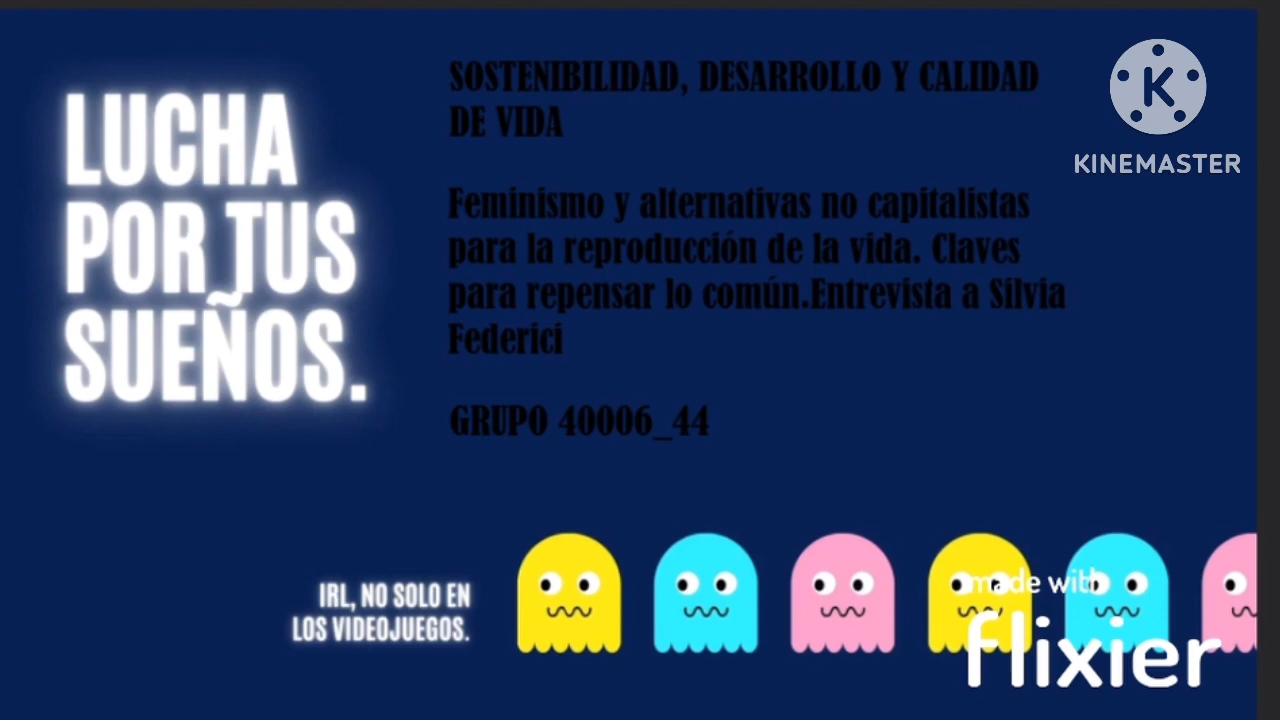 LUCHA
POR TUS
SUEÑOS.
SOSTENIBILIDAD, DESARROLLO Y CALIDAD
DE VIDA
Feminismo y alternativas no capitalistas
para la reproducción de la vida. Claves
para repensar lo común.Entrevista a Silvia
Federici
GRUPO 40006_44
K
KINEMASTER
IRL, NO SOLO EN
LOS VIDEOJUEGOS.
made with
flixier